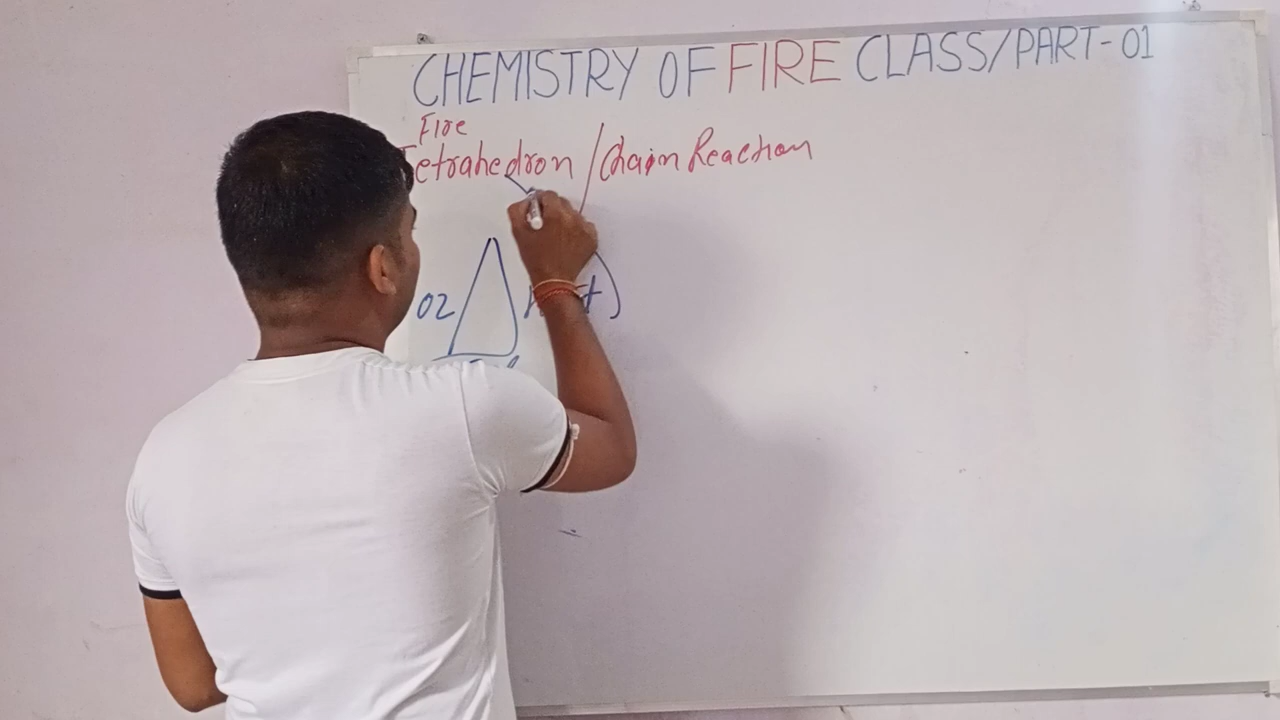 CHEMISTRY OF FIRE CLASS/PART-01
Fire
Tetrahedron / Chain Reaction
O2